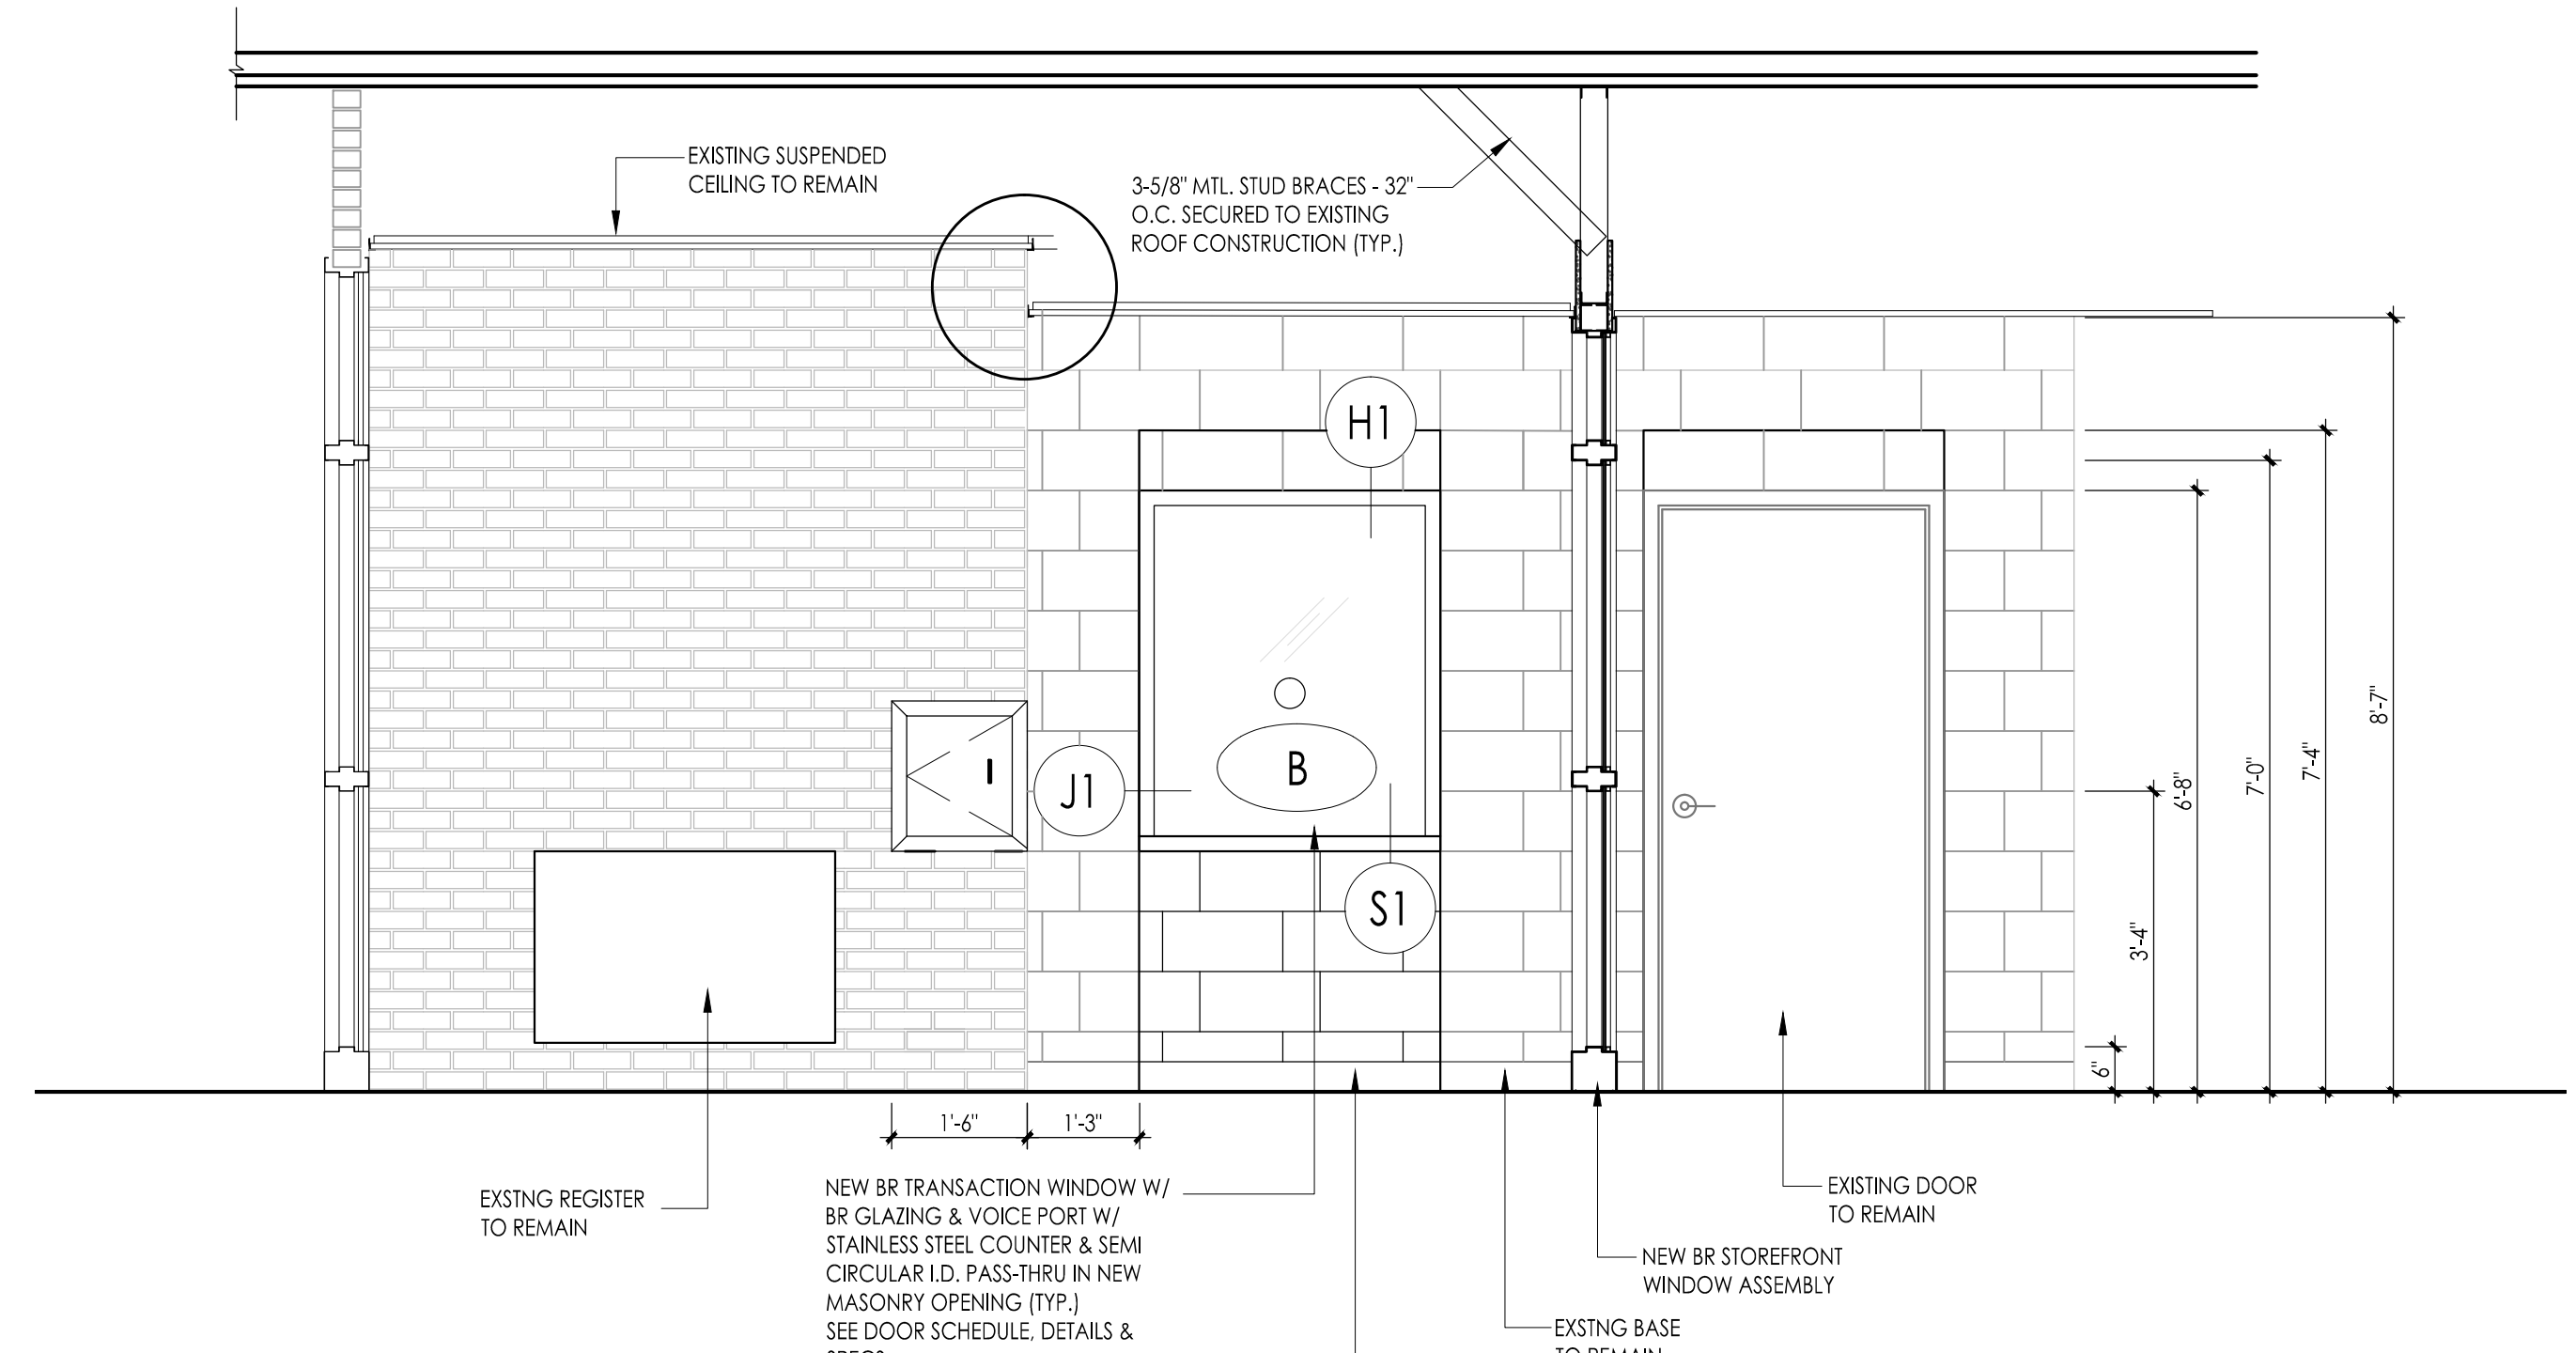 EXISTING SUSPENDED
CEILING TO REMAIN
3-5/8" MTL. STUD BRACES - 32"
O.C. SECURED TO EXISTING
ROOF CONSTRUCTION (TYP.)
H1
J1
B
S1
6"
3'-4"
6'-8"
7'-0"
7'-4"
8'-7"
1'-6"
1'-3"
EXSTNG REGISTER
TO REMAIN
NEW BR TRANSACTION WINDOW W/
BR GLAZING & VOICE PORT W/
STAINLESS STEEL COUNTER & SEMI
CIRCULAR I.D. PASS-THRU IN NEW
MASONRY OPENING (TYP.)
SEE DOOR SCHEDULE, DETAILS &
SPECS
EXISTING DOOR
TO REMAIN
NEW BR STOREFRONT
WINDOW ASSEMBLY
EXSTNG BASE
TO REMAIN